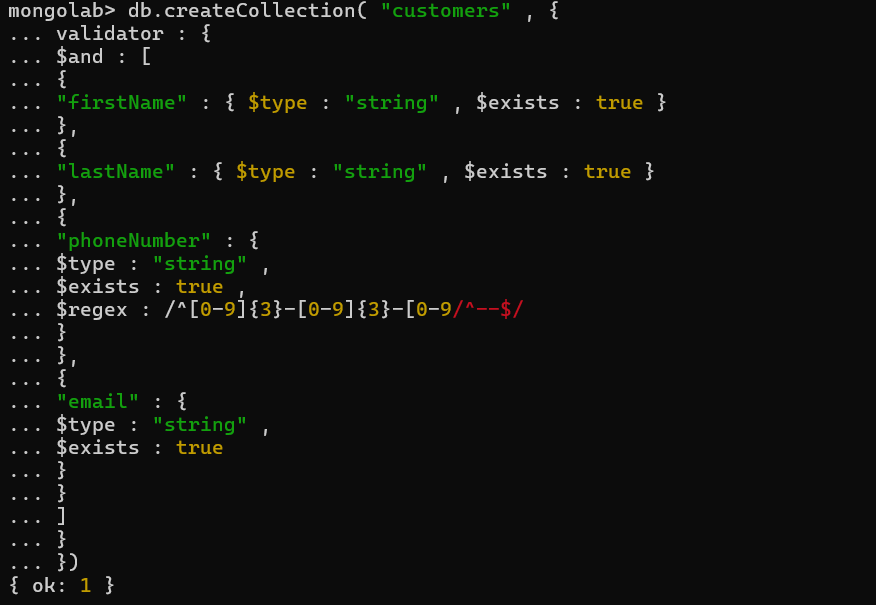 mongolab> db.createCollection( "customers" , {
... validator : {
... $and : [
... {
... "firstName" : { $type : "string" , $exists : true }
... },
... {
... "lastName" : { $type : "string" , $exists : true }
... },
... {
... "phoneNumber" : {
... $type : "string" ,
... $exists : true ,
... $regex : /^[0-9]{3}-[0-9]{3}-[0-9/^--$/
... }
... },
... {
... "email" : {
... $type : "string" ,
... $exists : true
... }
... }
... ]
... }
... })
{ ok: 1 }